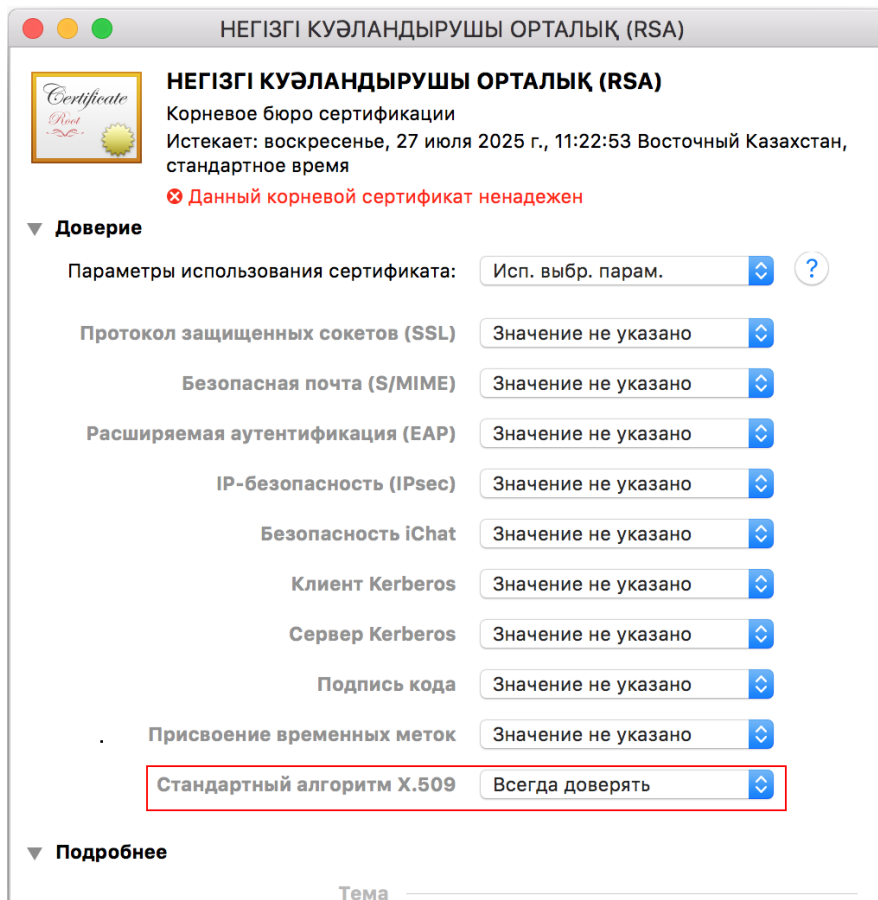 НЕГІЗГІ КУӘЛАНДЫРУШЫ ОРТАЛЫҚ (RSA)
Certificate
Root
НЕГІЗГІ КУӘЛАНДЫРУШЫ ОРТАЛЫҚ (RSA)
Корневое бюро сертификации
Истекает: воскресенье, 27 июля 2025 г., 11:22:53 Восточный Казахстан,
стандартное время
Данный корневой сертификат ненадежен
Доверие
Параметры использования сертификата: Исп. выбр. парам. ?
Протокол защищенных сокетов (SSL) Значение не указано
Безопасная почта (S/MIME) Значение не указано
Расширяемая аутентификация (EAP) Значение не указано
IP-безопасность (IPsec) Значение не указано
Безопасность iChat Значение не указано
Клиент Kerberos Значение не указано
Сервер Kerberos Значение не указано
Подпись кода Значение не указано
. Присвоение временных меток Значение не указано
Стандартный алгоритм X.509 Всегда доверять
Подробнее
Тема